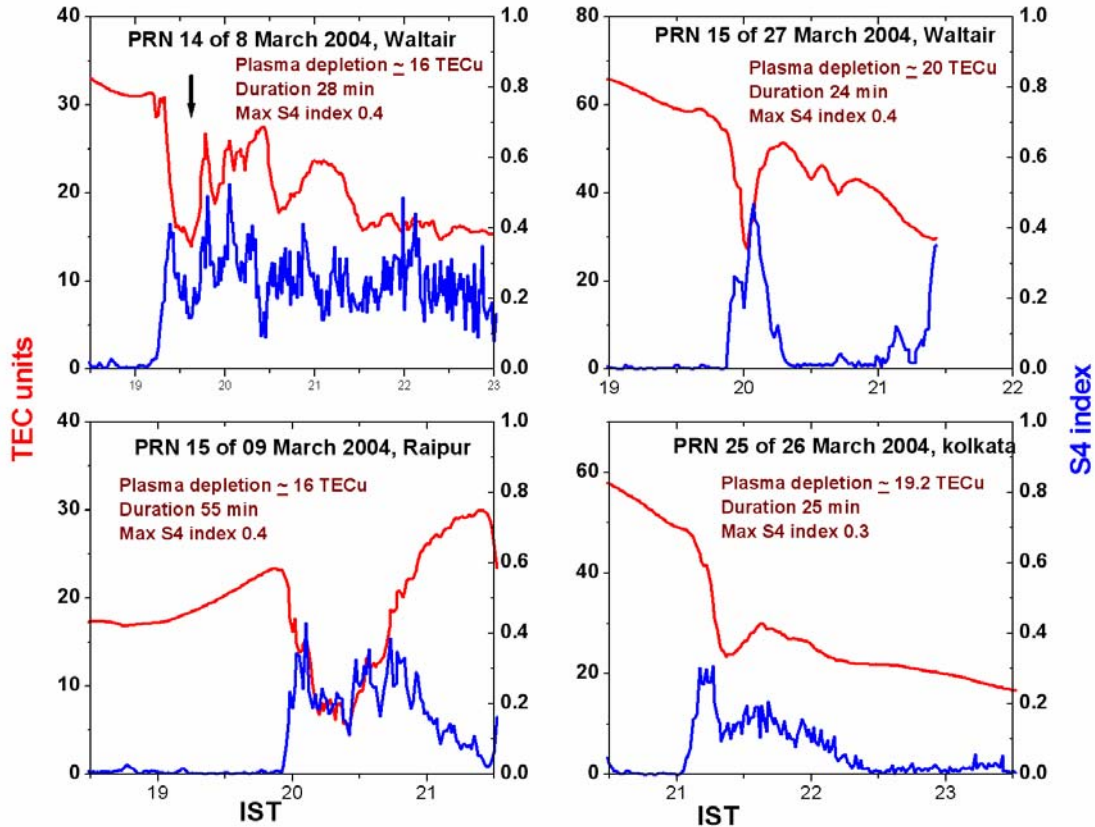 PRN 14 of 8 March 2004, Waltair
Plasma depletion ~ 16 TECu
Duration 28 min
Max S4 index 0.4
40
30
20
10
0
1.0
0.8
0.6
0.4
0.2
0.0
19
20
21
22
23
PRN 15 of 27 March 2004, Waltair
Plasma depletion ~ 20 TECu
Duration 24 min
Max S4 index 0.4
80
60
40
20
0
1.0
0.8
0.6
0.4
0.2
0.0
19
20
21
22
TEC units
S4 index
PRN 15 of 09 March 2004, Raipur
Plasma depletion ~ 16 TECu
Duration 55 min
Max S4 index 0.4
40
30
20
10
0
1.0
0.8
0.6
0.4
0.2
0.0
19
20
21
IST
PRN 25 of 26 March 2004, kolkata
Plasma depletion ~ 19.2 TECu
Duration 25 min
Max S4 index 0.3
60
40
20
0
1.0
0.8
0.6
0.4
0.2
0.0
21
22
23
IST